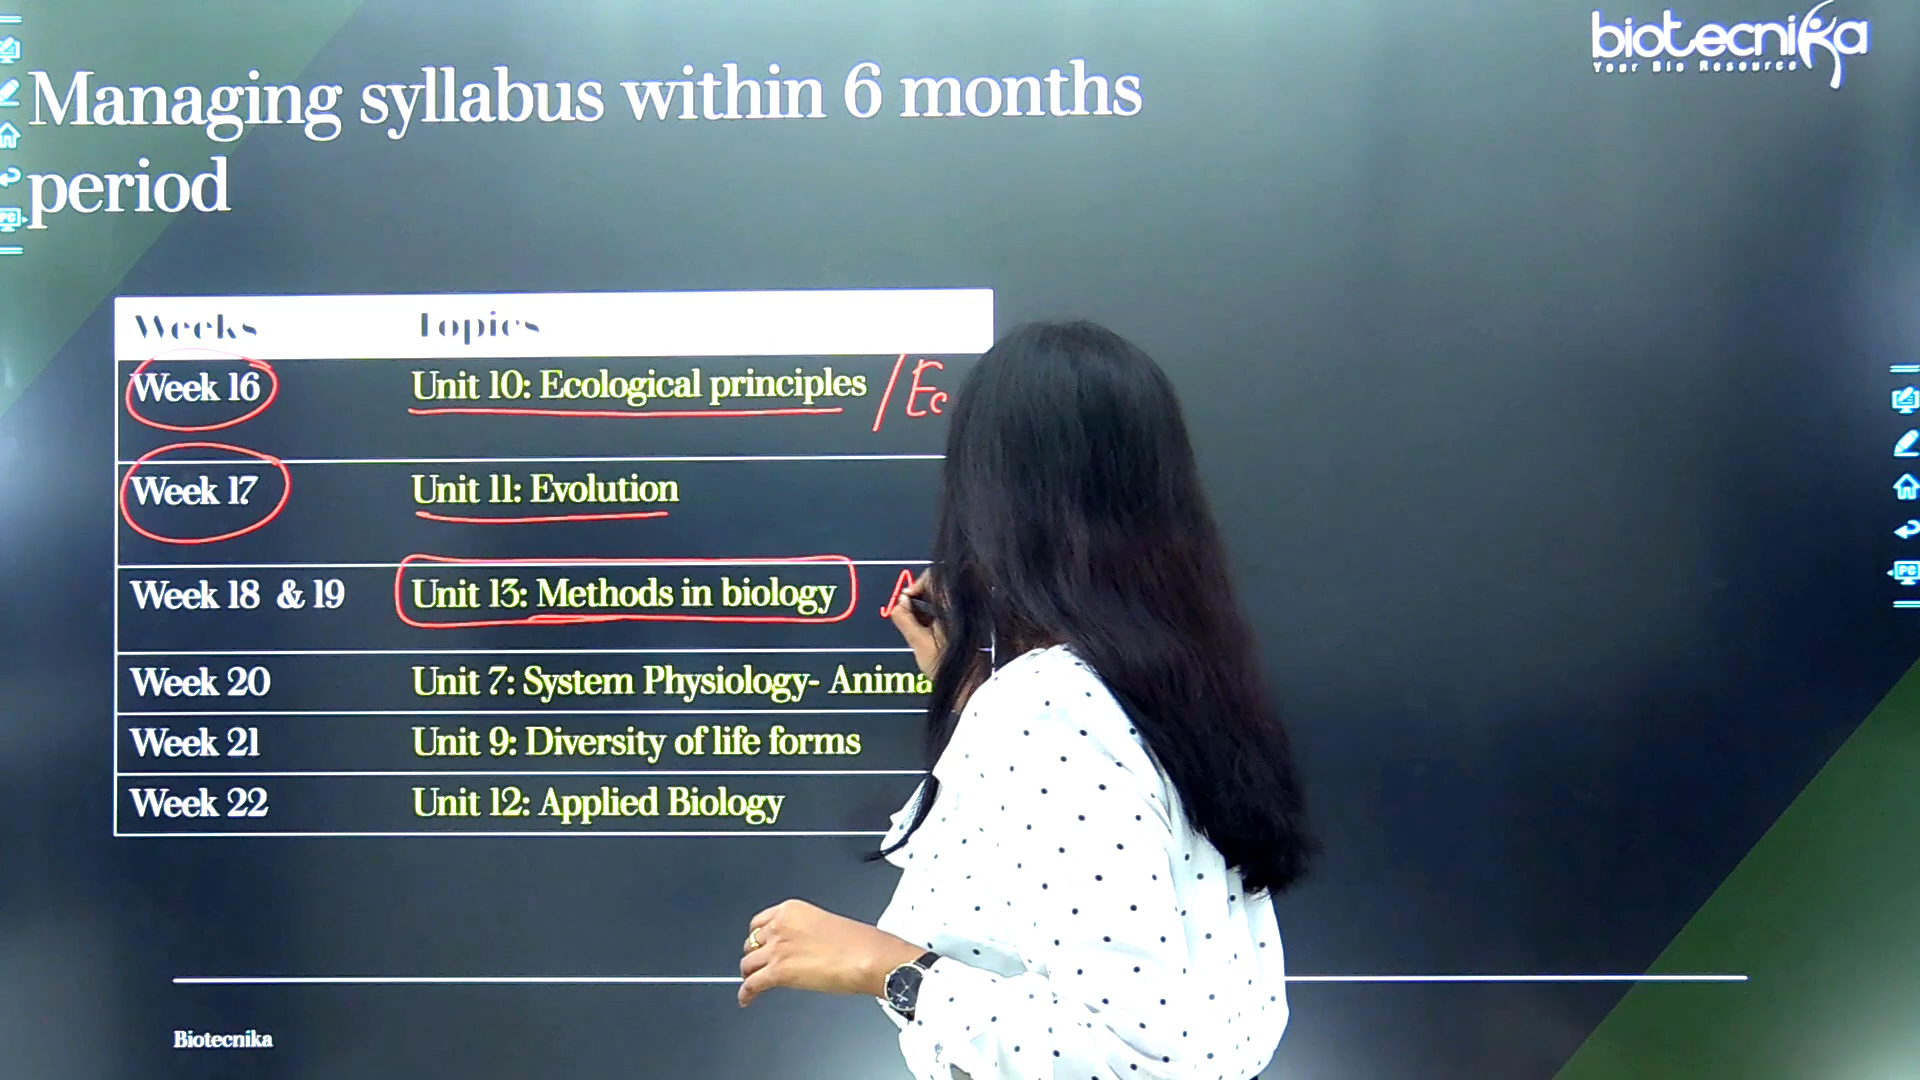 biotecnika
Your Bio Resource
Managing syllabus within 6 months
period
Weeks Topics
Week 16 Unit 10: Ecological principles /Ec
Week 17 Unit 11: Evolution
Week 18 & 19 Unit 13: Methods in biology
Week 20 Unit 7: System Physiology- Anima
Week 21 Unit 9: Diversity of life forms
Week 22 Unit 12: Applied Biology
Biotecnika
PC
PC